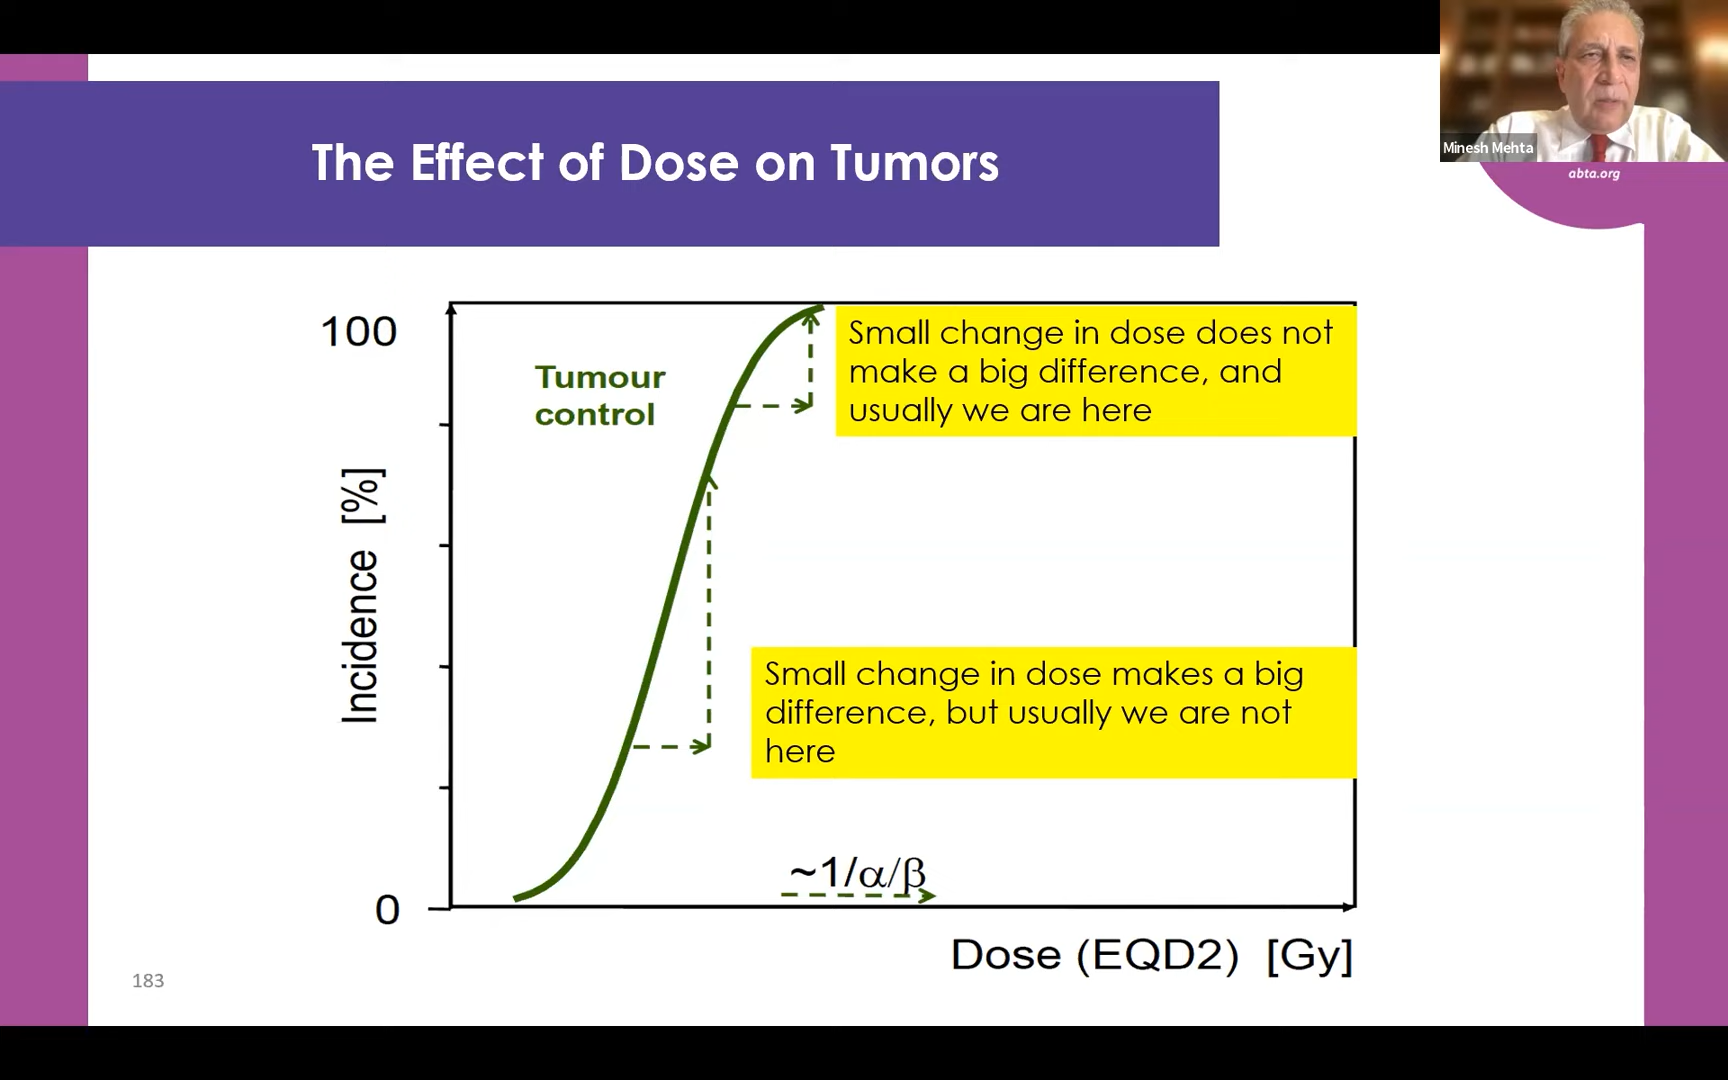 Minesh Mehta
abta.org
The Effect of Dose on Tumors
100
Tumour
control
Small change in dose does not
make a big difference, and
usually we are here
Incidence [%]
Small change in dose makes a big
difference, but usually we are not
here
~1/α/β
0
Dose (EQD2) [Gy]
183